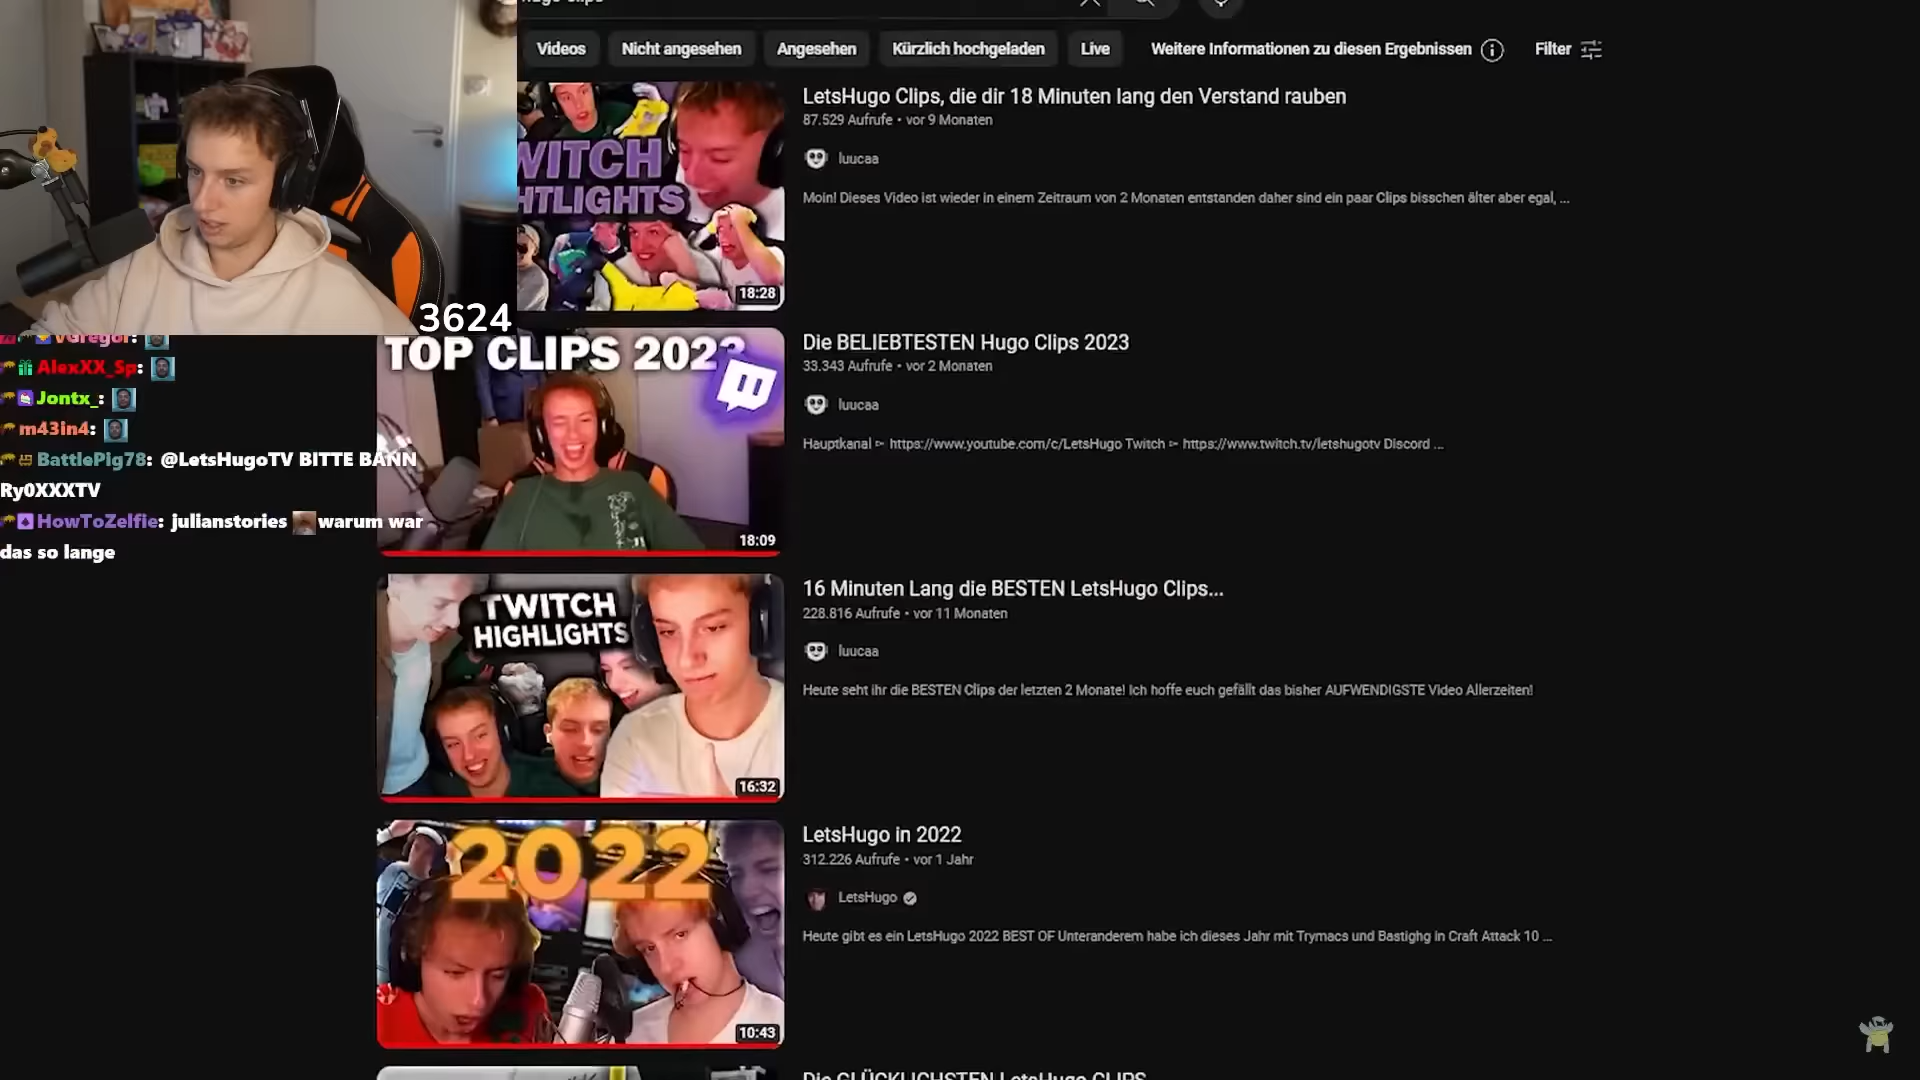 Videos
Nicht angesehen
Angesehen
Kürzlich hochgeladen
Live
Weitere Informationen zu diesen Ergebnissen
Filter
WITCH
HTLIGHTS
18:28
LetsHugo Clips, die dir 18 Minuten lang den Verstand rauben
87.529 Aufrufe • vor 9 Monaten
luucaa
Moin! Dieses Video ist wieder in einem Zeitraum von 2 Monaten entstanden daher sind ein paar Clips bisschen älter aber egal, ...
3624
VGregor:
AlexXX_Sp:
Jontx_:
m43in4:
BattlePig78: @LetsHugoTV BITTE BANN
Ry0XXXTV
HowToZelfie: julianstories warum war
das so lange
TOP CLIPS 2023
18:09
Die BELIEBTESTEN Hugo Clips 2023
33.343 Aufrufe • vor 2 Monaten
luucaa
Hauptkanal ⊳ https://www.youtube.com/c/LetsHugo Twitch ⊳ https://www.twitch.tv/letshugotv Discord ...
TWITCH
HIGHLIGHTS
16:32
16 Minuten Lang die BESTEN LetsHugo Clips...
228.816 Aufrufe • vor 11 Monaten
luucaa
Heute seht ihr die BESTEN Clips der letzten 2 Monate! Ich hoffe euch gefällt das bisher AUFWENDIGSTE Video Allerzeiten!
2022
10:43
LetsHugo in 2022
312.226 Aufrufe • vor 1 Jahr
LetsHugo
Heute gibt es ein LetsHugo 2022 BEST OF Unteranderem habe ich dieses Jahr mit Trymacs und Bastighg in Craft Attack 10 ...
Die GLÜCKLICHSTEN LetsHugo CLIPS